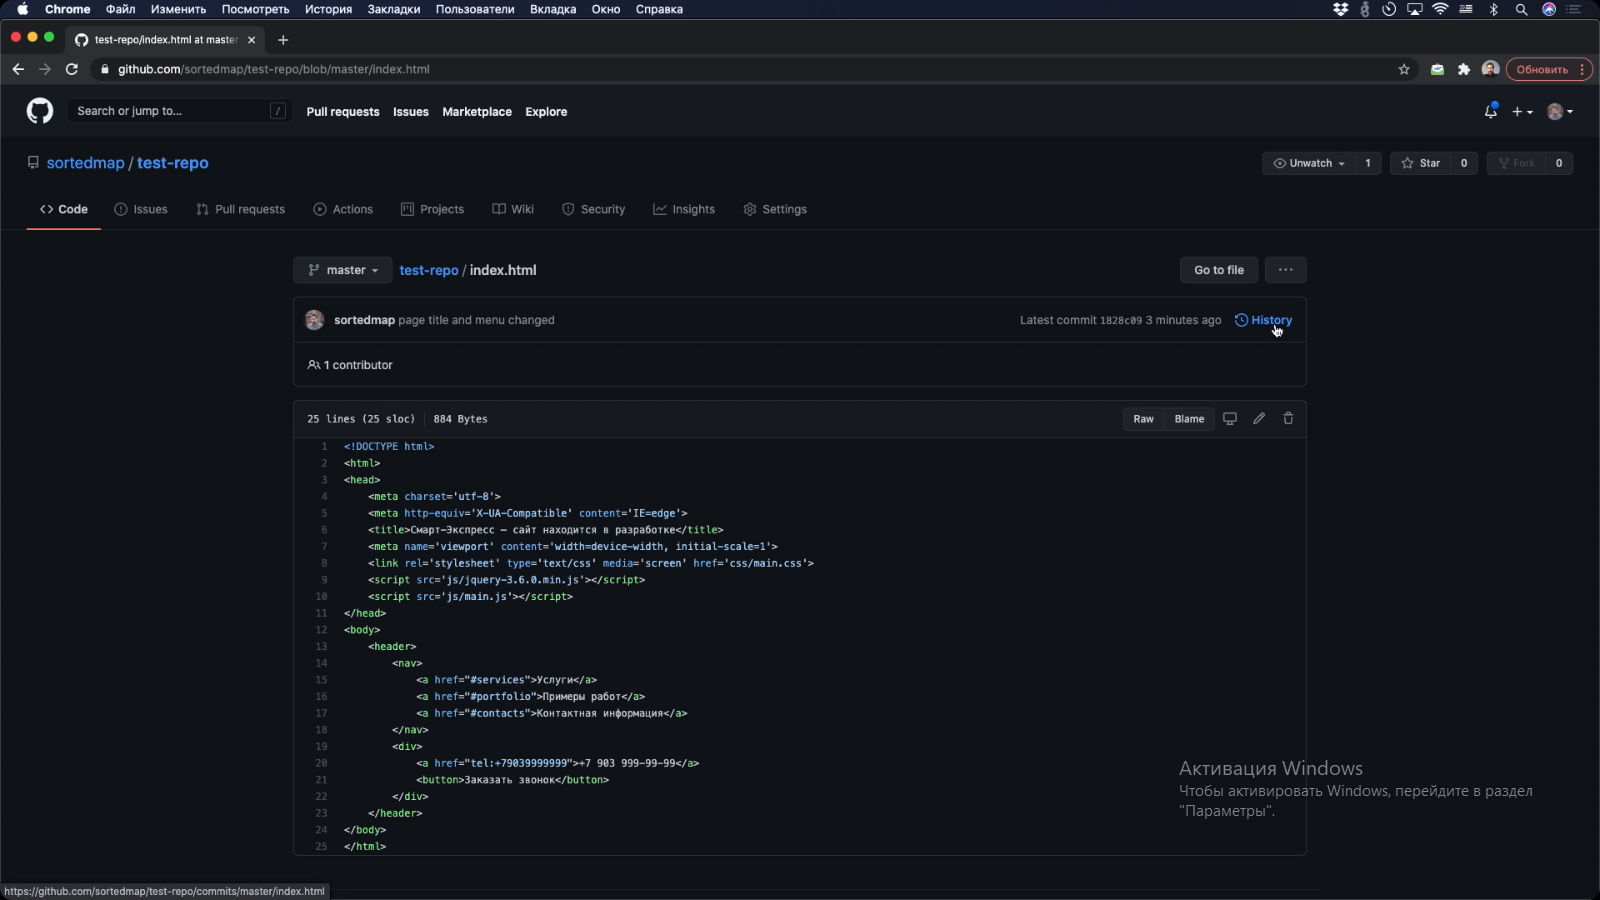 Chrome Файл Изменить Посмотреть История Закладки Пользователи Вкладка Окно Справка
test-repo/index.html at master
github.com/sortedmap/test-repo/blob/master/index.html
Обновить
Search or jump to... /
Pull requests Issues Marketplace Explore
sortedmap / test-repo
Unwatch 1 Star 0 Fork 0
Code Issues Pull requests Actions Projects Wiki Security Insights Settings
master test-repo / index.html Go to file ...
sortedmap page title and menu changed Latest commit 1828c09 3 minutes ago History
1 contributor
25 lines (25 sloc) 884 Bytes Raw Blame
1 <!DOCTYPE html>
2 <html>
3 <head>
4 <meta charset='utf-8'>
5 <meta http-equiv='X-UA-Compatible' content='IE=edge'>
6 <title>Смарт-Экспресс – сайт находится в разработке</title>
7 <meta name='viewport' content='width=device-width, initial-scale=1'>
8 <link rel='stylesheet' type='text/css' media='screen' href='css/main.css'>
9 <script src='js/jquery-3.6.0.min.js'></script>
10 <script src='js/main.js'></script>
11 </head>
12 <body>
13 <header>
14 <nav>
15 <a href="#services">Услуги</a>
16 <a href="#portfolio">Примеры работ</a>
17 <a href="#contacts">Контактная информация</a>
18 </nav>
19 <div>
20 <a href="tel:+79039999999">+7 903 999-99-99</a>
21 <button>Заказать звонок</button>
22 </div>
23 </header>
24 </body>
25 </html>
Активация Windows
Чтобы активировать Windows, перейдите в раздел
"Параметры".
https://github.com/sortedmap/test-repo/commits/master/index.html